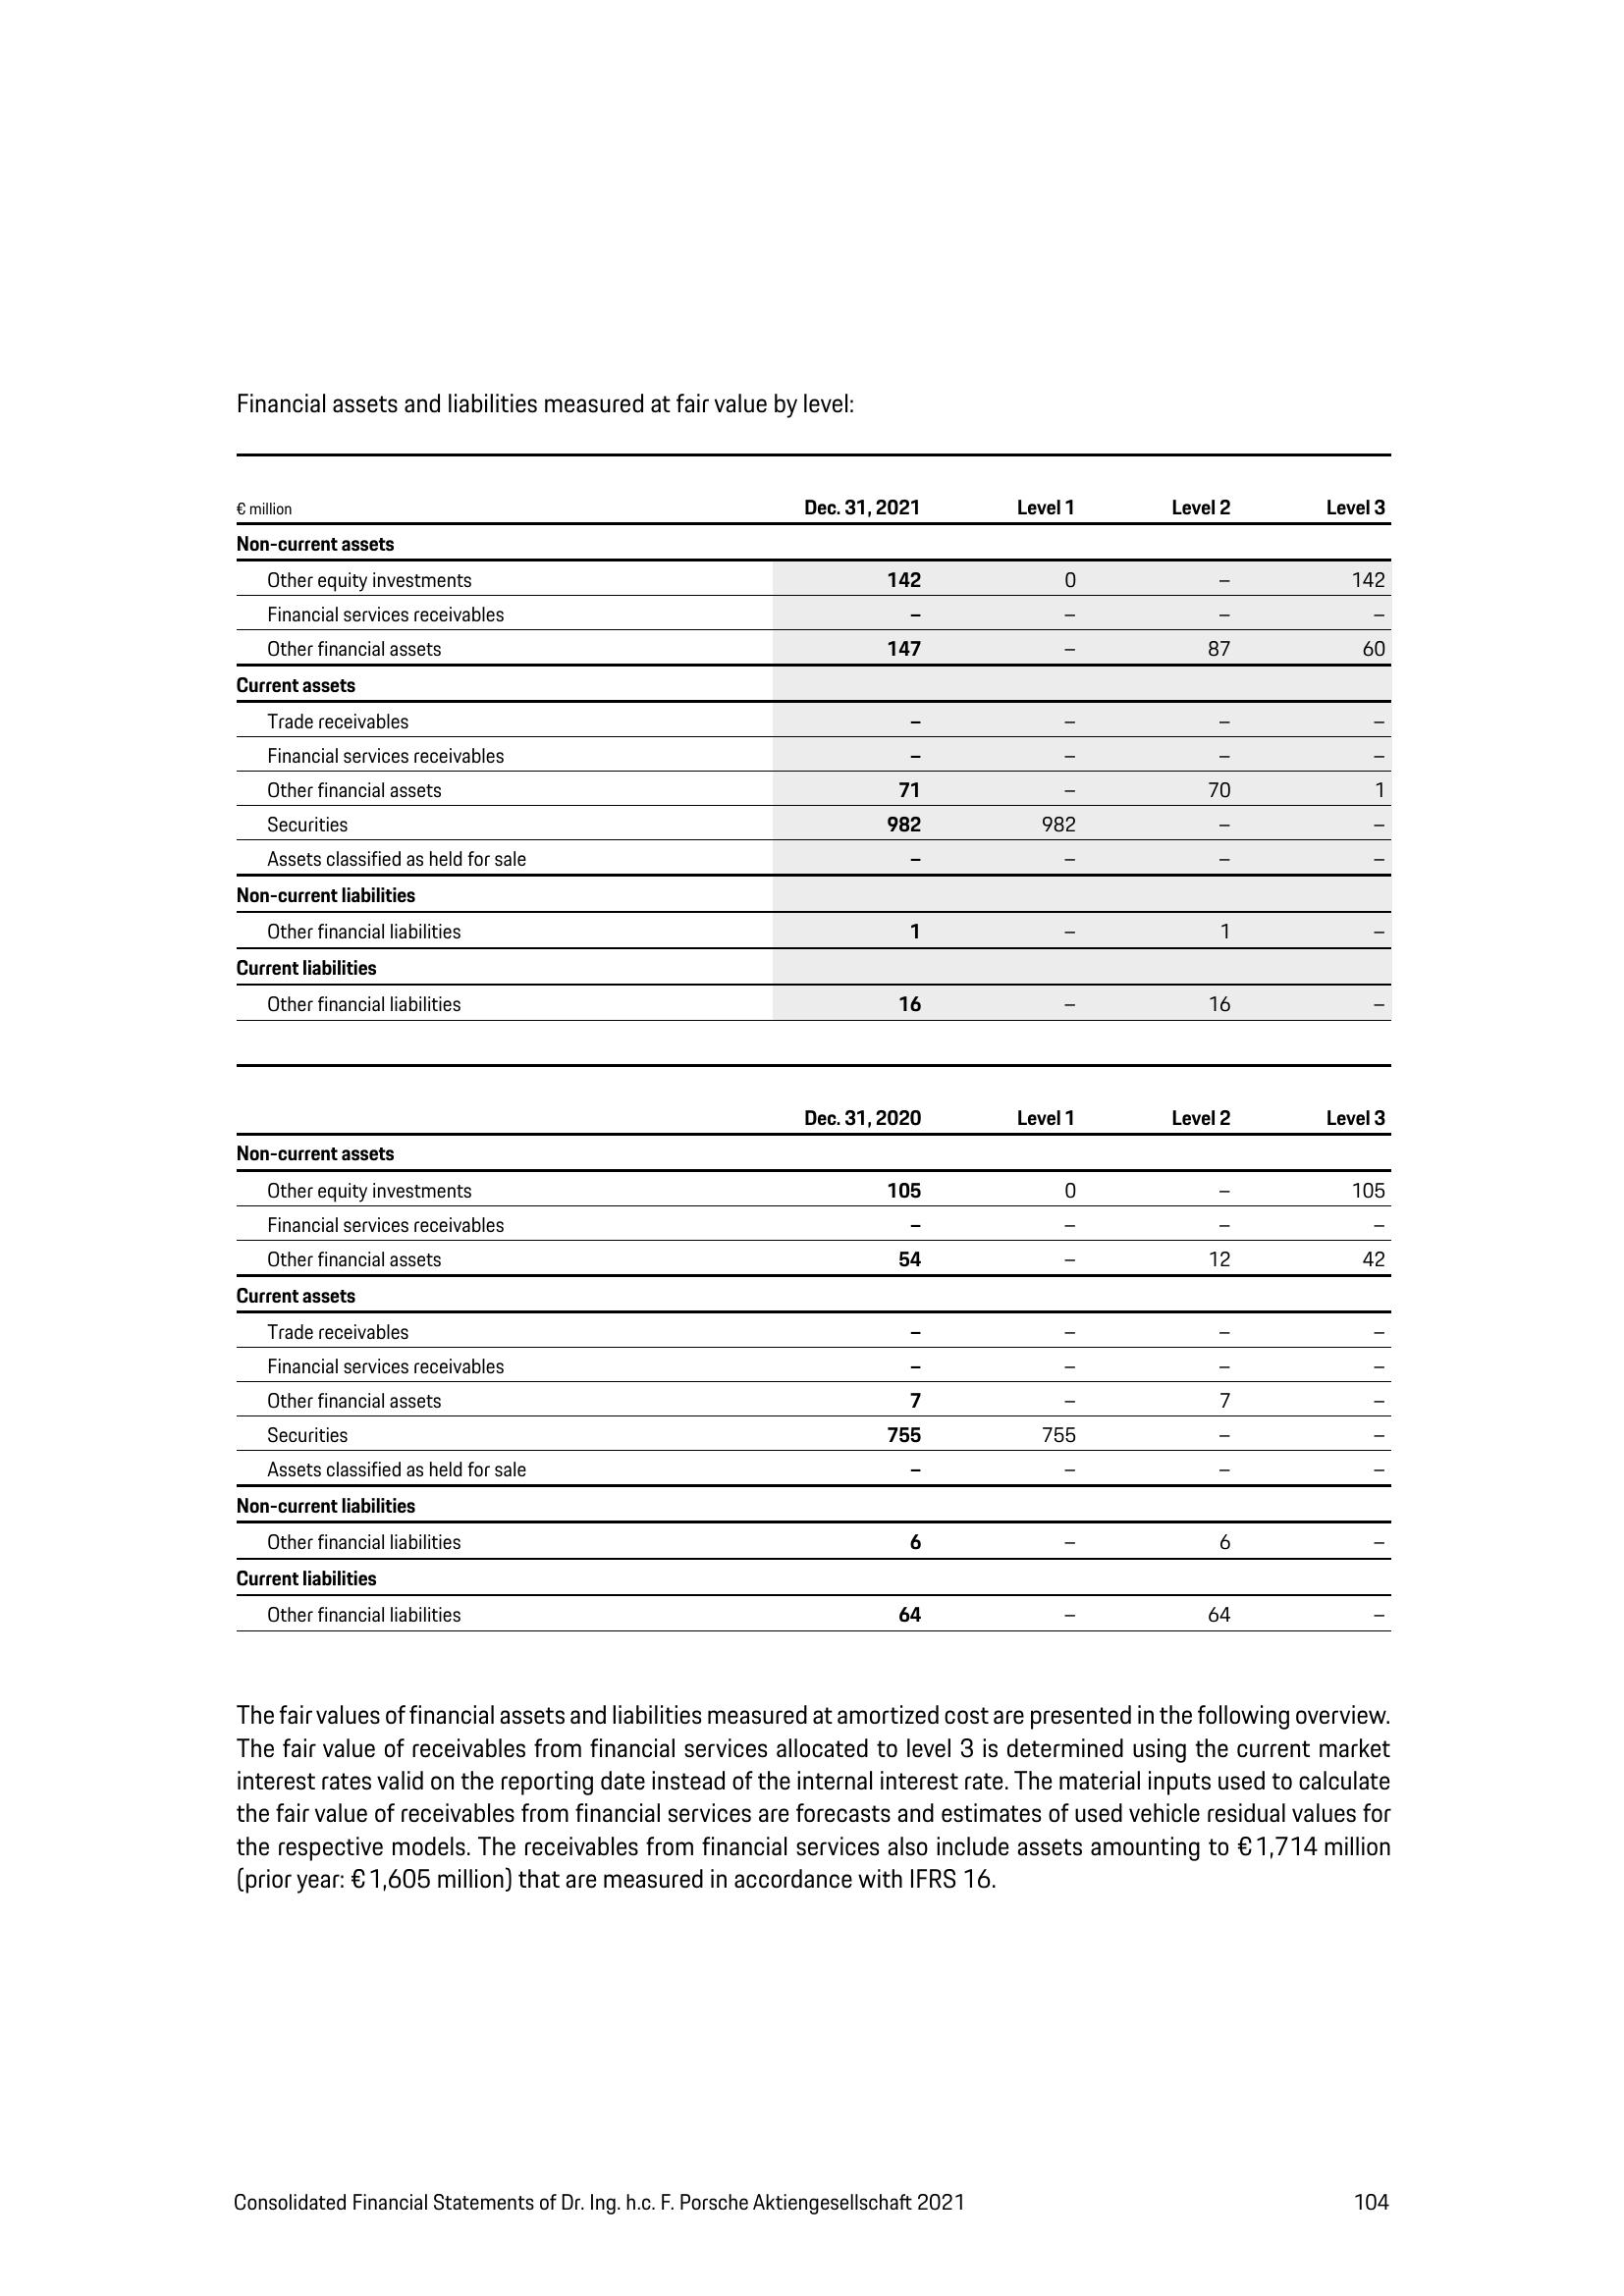 Financial assets and liabilities measured at fair value by level:
€ million Dec. 31, 2021 Level 1 Level 2 Level 3
Non-current assets
Other equity investments 142 0 – 142
Financial services receivables – – – –
Other financial assets 147 – 87 60
Current assets
Trade receivables – – – –
Financial services receivables – – – –
Other financial assets 71 – 70 1
Securities 982 982 – –
Assets classified as held for sale – – – –
Non-current liabilities
Other financial liabilities 1 – 1 –
Current liabilities
Other financial liabilities 16 – 16 –
Dec. 31, 2020 Level 1 Level 2 Level 3
Non-current assets
Other equity investments 105 0 – 105
Financial services receivables – – – –
Other financial assets 54 – 12 42
Current assets
Trade receivables – – – –
Financial services receivables – – – –
Other financial assets 7 – 7 –
Securities 755 755 – –
Assets classified as held for sale – – – –
Non-current liabilities
Other financial liabilities 6 – 6 –
Current liabilities
Other financial liabilities 64 – 64 –
The fair values of financial assets and liabilities measured at amortized cost are presented in the following overview.
The fair value of receivables from financial services allocated to level 3 is determined using the current market
interest rates valid on the reporting date instead of the internal interest rate. The material inputs used to calculate
the fair value of receivables from financial services are forecasts and estimates of used vehicle residual values for
the respective models. The receivables from financial services also include assets amounting to € 1,714 million
(prior year: € 1,605 million) that are measured in accordance with IFRS 16.
Consolidated Financial Statements of Dr. Ing. h.c. F. Porsche Aktiengesellschaft 2021 104